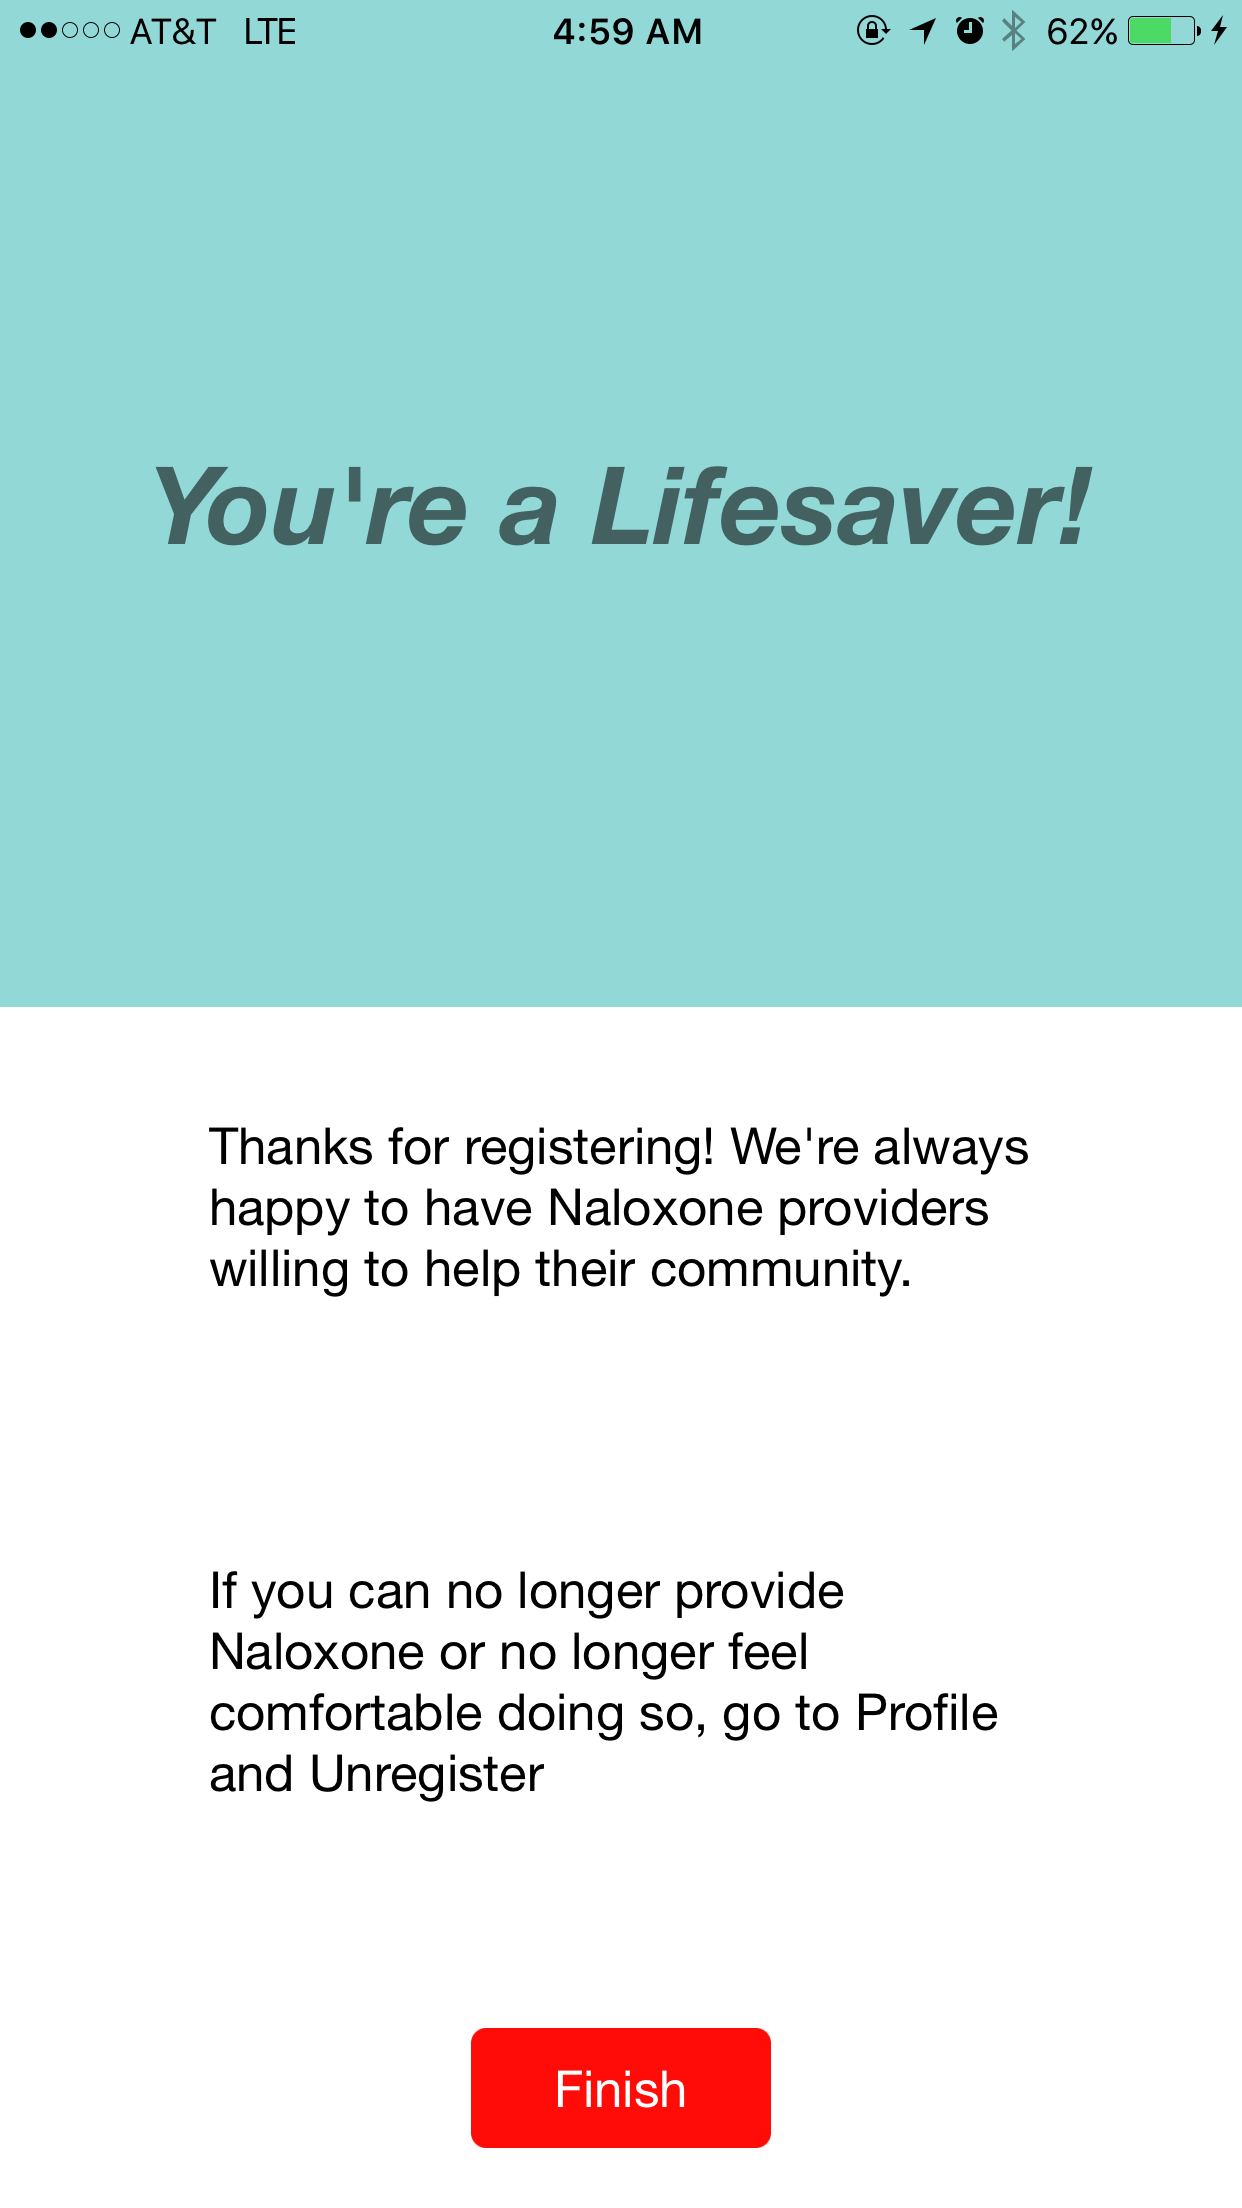 AT&T LTE 4:59 AM 62%
You're a Lifesaver!
Thanks for registering! We're always
happy to have Naloxone providers
willing to help their community.
If you can no longer provide
Naloxone or no longer feel
comfortable doing so, go to Profile
and Unregister
Finish